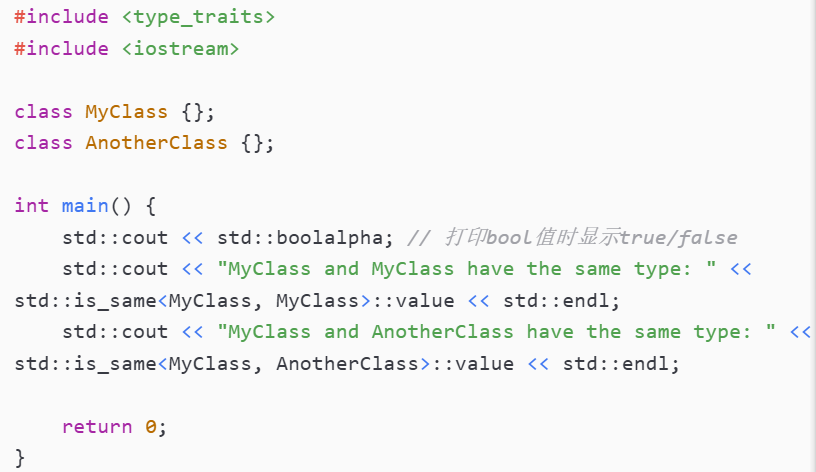 #include <type_traits>
#include <iostream>
class MyClass {};
class AnotherClass {};
int main() {
std::cout << std::boolalpha; // 打印bool值时显示true/false
std::cout << "MyClass and MyClass have the same type: " <<
std::is_same<MyClass, MyClass>::value << std::endl;
std::cout << "MyClass and AnotherClass have the same type: " <<
std::is_same<MyClass, AnotherClass>::value << std::endl;
return 0;
}